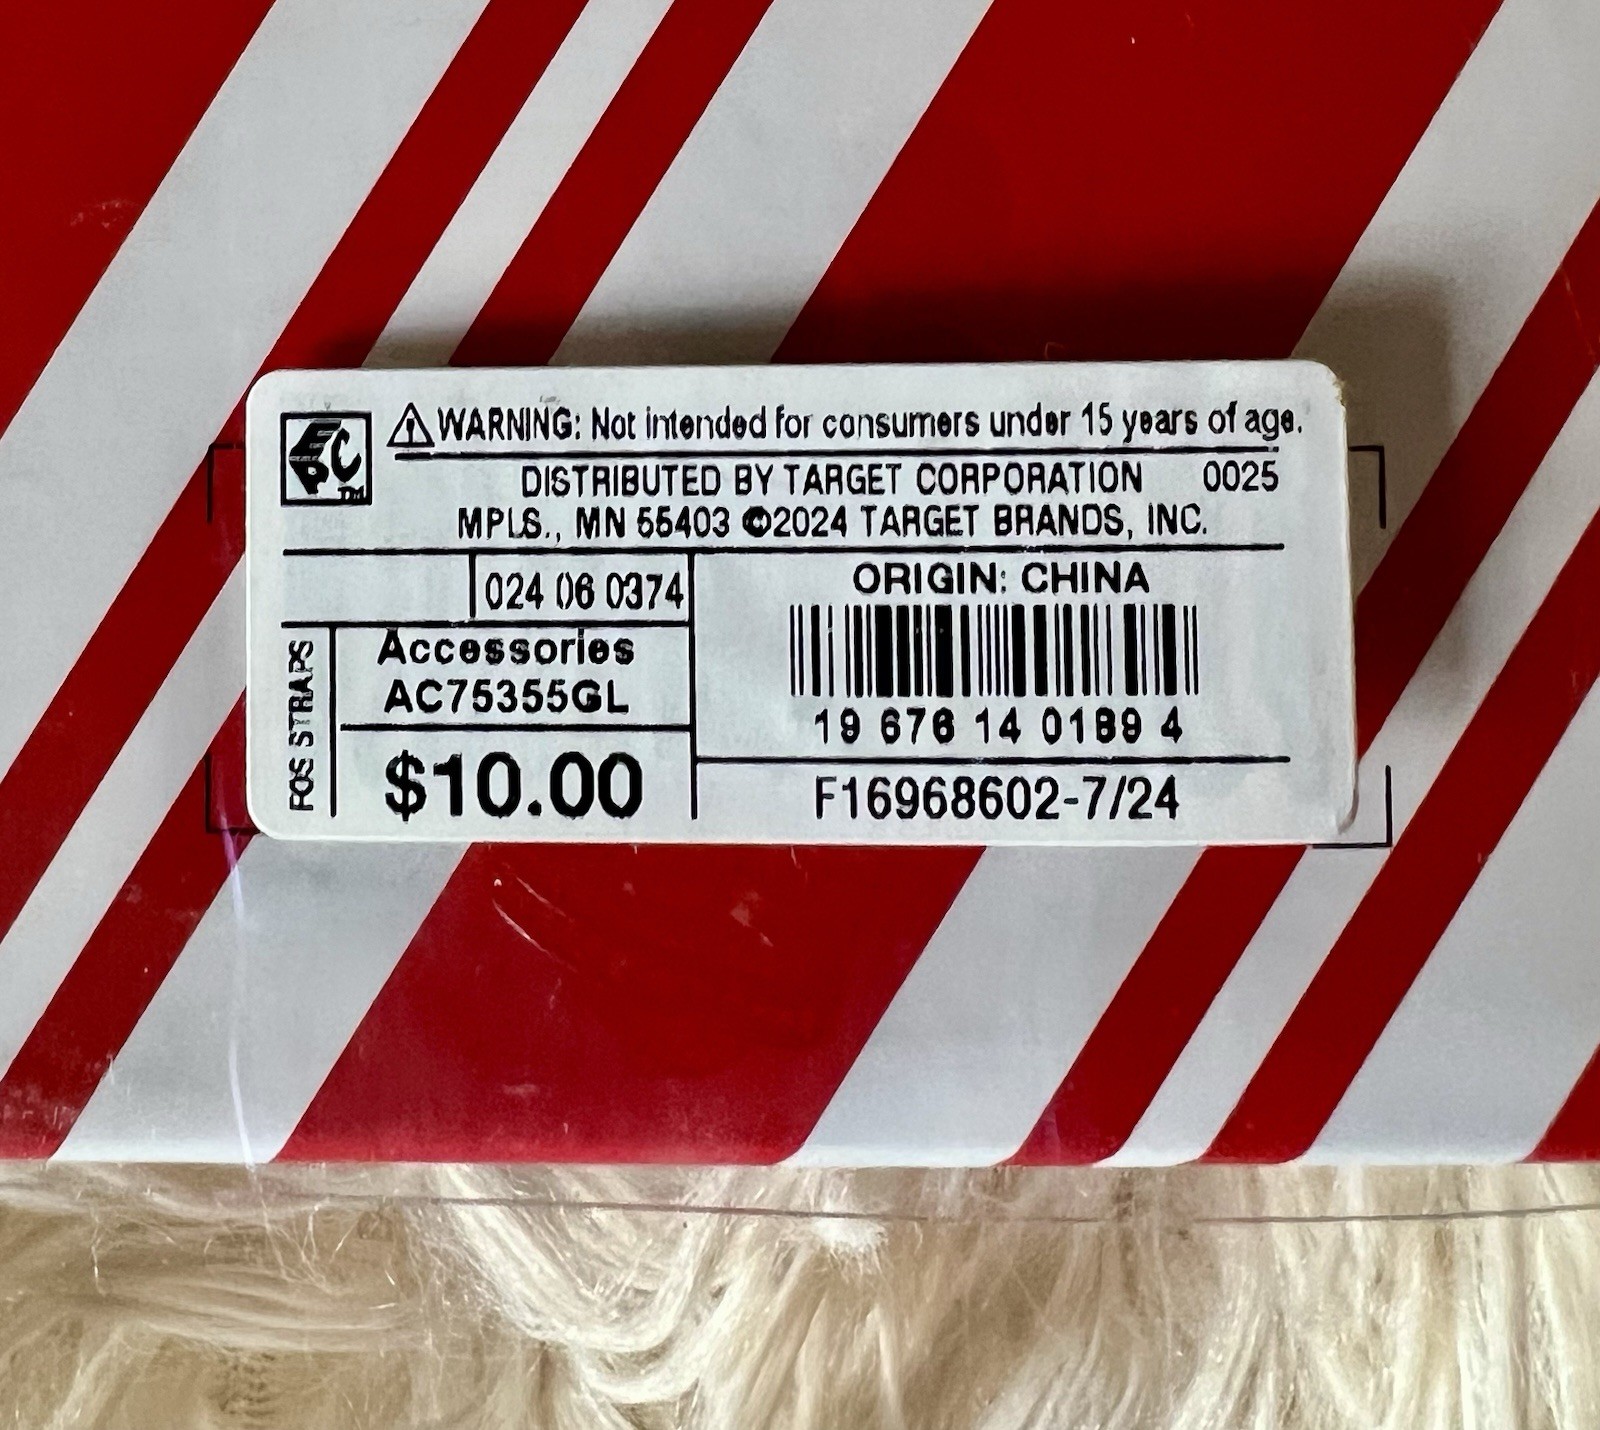 EPC TM
WARNING: Not intended for consumers under 15 years of age.
DISTRIBUTED BY TARGET CORPORATION 0025
MPLS., MN 55403 ©2024 TARGET BRANDS, INC.
024 06 0374
ORIGIN: CHINA
FOS STRAPS
Accessories
AC75355GL
19 676 14 0189 4
$10.00
F16968602-7/24